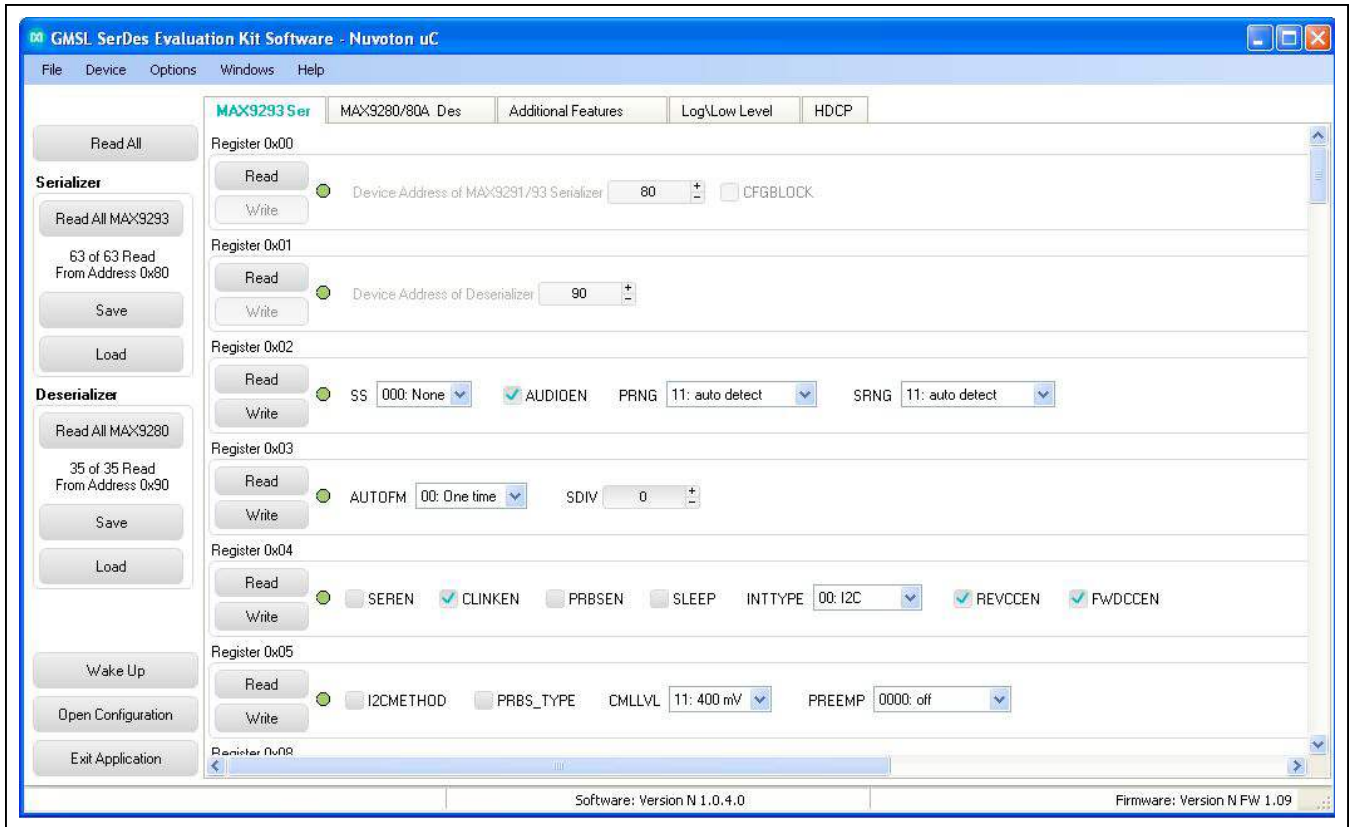 GMSL SerDes Evaluation Kit Software - Nuvoton uC
File Device Options Windows Help
MAX9293 Ser MAX9280/80A Des Additional Features Log\Low Level HDCP
Read All
Serializer
Read All MAX9293
63 of 63 Read
From Address 0x80
Save
Load
Deserializer
Read All MAX9280
35 of 35 Read
From Address 0x90
Save
Load
Wake Up
Open Configuration
Exit Application
Register 0x00
Read
Write
Device Address of MAX9291/93 Serializer 80 + - CFGBLOCK
Register 0x01
Read
Write
Device Address of Deserializer 90 + -
Register 0x02
Read
Write
SS 000: None AUDIOEN PRNG 11: auto detect SRNG 11: auto detect
Register 0x03
Read
Write
AUTOFM 00: One time SDIV 0 + -
Register 0x04
Read
Write
SEREN CLINKEN PRBSEN SLEEP INTTYPE 00: I2C REVCCEN FWDCCEN
Register 0x05
Read
Write
I2CMETHOD PRBS_TYPE CMLLVL 11: 400 mV PREEMP 0000: off
Register 0x08
Software: Version N 1.0.4.0 Firmware: Version N FW 1.09